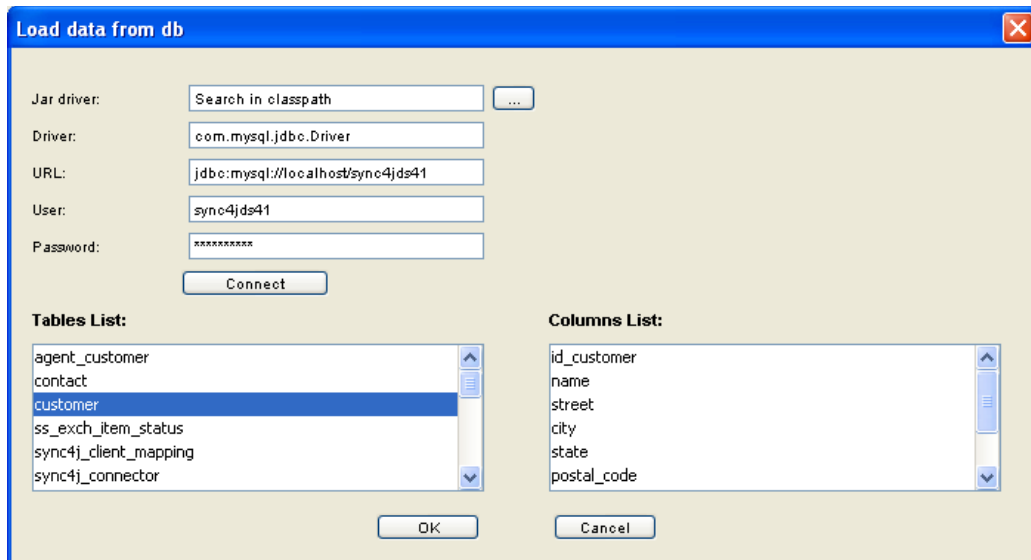 Load data from db
Jar driver: Search in classpath ...
Driver: com.mysql.jdbc.Driver
URL: jdbc:mysql://localhost/sync4jds41
User: sync4jds41
Password: **********
Connect
Tables List: Columns List:
agent_customer id_customer
contact name
customer street
ss_exch_item_status city
sync4j_client_mapping state
sync4j_connector postal_code
OK Cancel